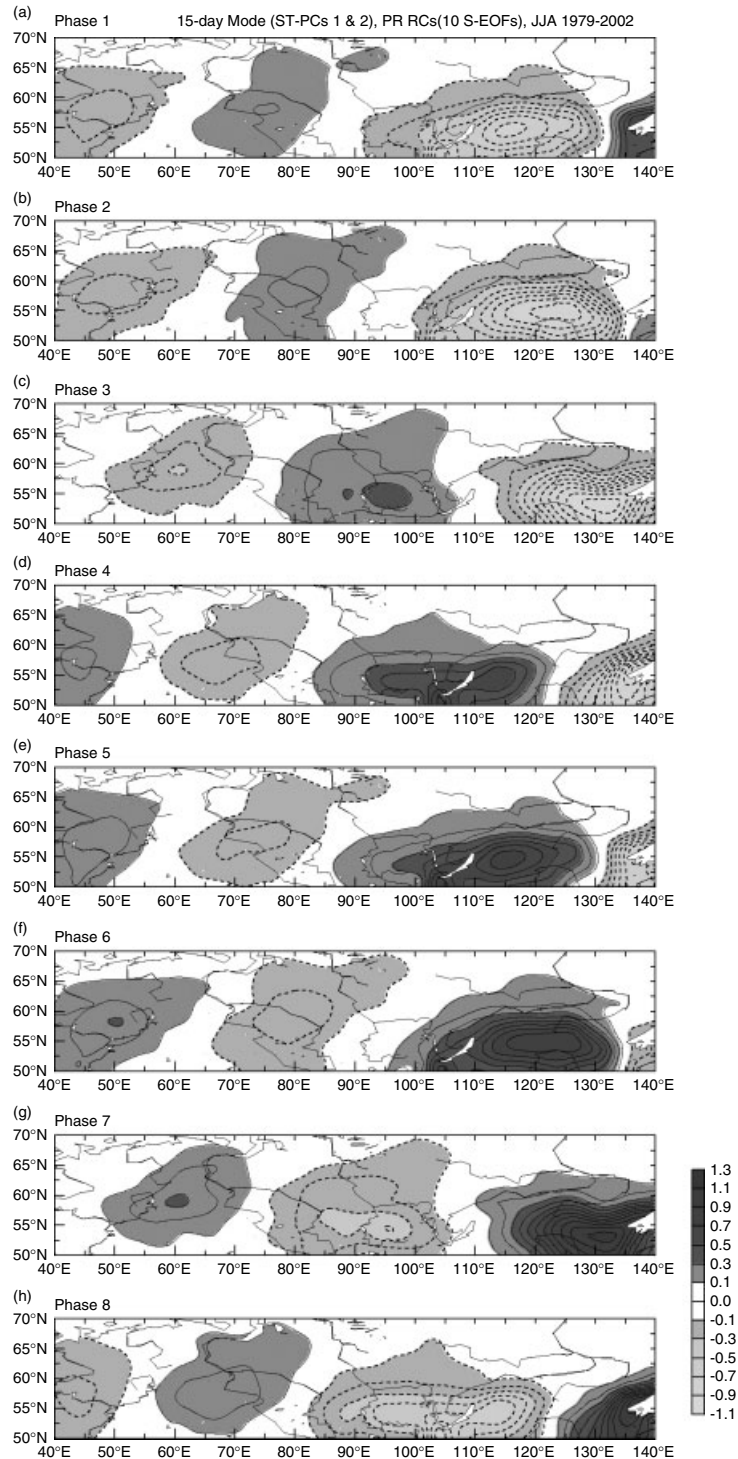 (a)
Phase 1 15-day Mode (ST-PCs 1 & 2), PR RCs(10 S-EOFs), JJA 1979-2002
70°N
65°N
60°N
55°N
50°N
40°E 50°E 60°E 70°E 80°E 90°E 100°E 110°E 120°E 130°E 140°E
(b)
Phase 2
70°N
65°N
60°N
55°N
50°N
40°E 50°E 60°E 70°E 80°E 90°E 100°E 110°E 120°E 130°E 140°E
(c)
Phase 3
70°N
65°N
60°N
55°N
50°N
40°E 50°E 60°E 70°E 80°E 90°E 100°E 110°E 120°E 130°E 140°E
(d)
Phase 4
70°N
65°N
60°N
55°N
50°N
40°E 50°E 60°E 70°E 80°E 90°E 100°E 110°E 120°E 130°E 140°E
(e)
Phase 5
70°N
65°N
60°N
55°N
50°N
40°E 50°E 60°E 70°E 80°E 90°E 100°E 110°E 120°E 130°E 140°E
(f)
Phase 6
70°N
65°N
60°N
55°N
50°N
40°E 50°E 60°E 70°E 80°E 90°E 100°E 110°E 120°E 130°E 140°E
(g)
Phase 7
70°N
65°N
60°N
55°N
50°N
40°E 50°E 60°E 70°E 80°E 90°E 100°E 110°E 120°E 130°E 140°E
(h)
Phase 8
70°N
65°N
60°N
55°N
50°N
40°E 50°E 60°E 70°E 80°E 90°E 100°E 110°E 120°E 130°E 140°E
1.3
1.1
0.9
0.7
0.5
0.3
0.1
0.0
-0.1
-0.3
-0.5
-0.7
-0.9
-1.1